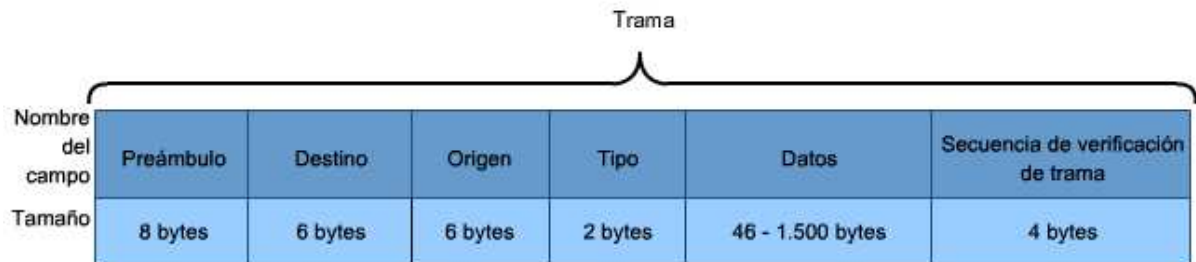 Trama
Nombre
del
campo
Preámbulo
Destino
Origen
Tipo
Datos
Secuencia de verificación
de trama
Tamaño
8 bytes
6 bytes
6 bytes
2 bytes
46 - 1.500 bytes
4 bytes